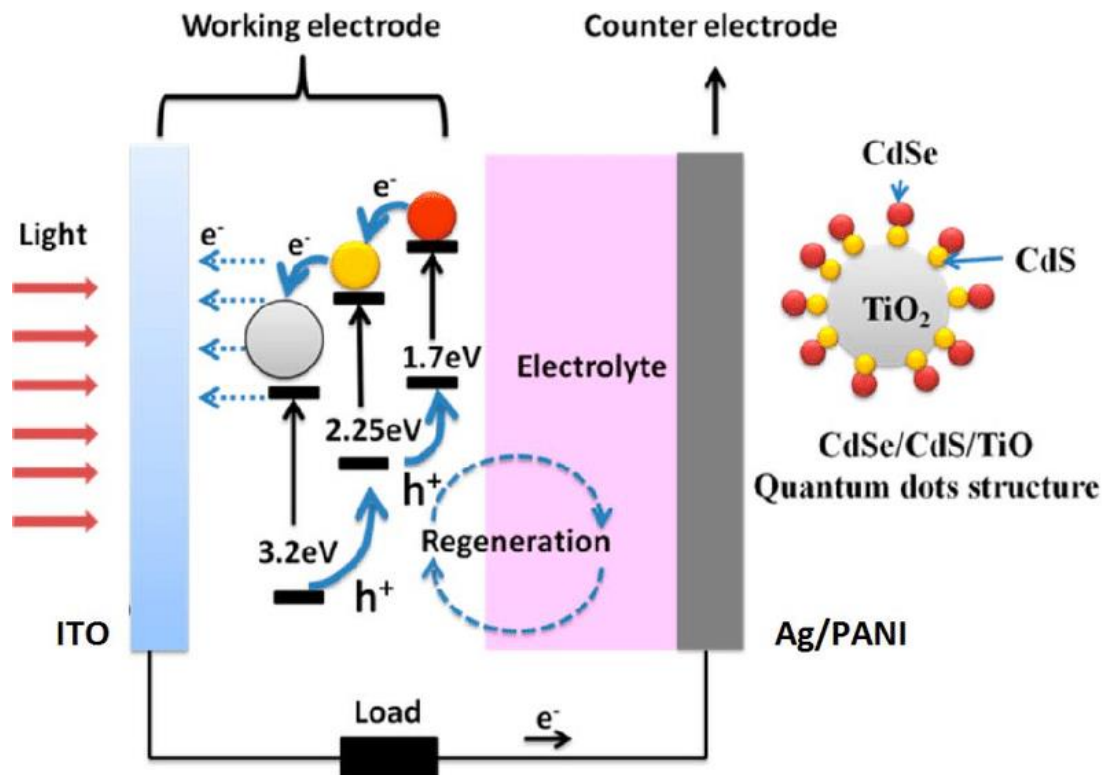 Working electrode
Counter electrode
CdSe
e⁻
Light
e⁻
e⁻
CdS
TiO₂
1.7eV
Electrolyte
2.25eV
CdSe/CdS/TiO
h⁺
Quantum dots structure
Regeneration
3.2eV
h⁺
ITO
Ag/PANI
Load
e⁻